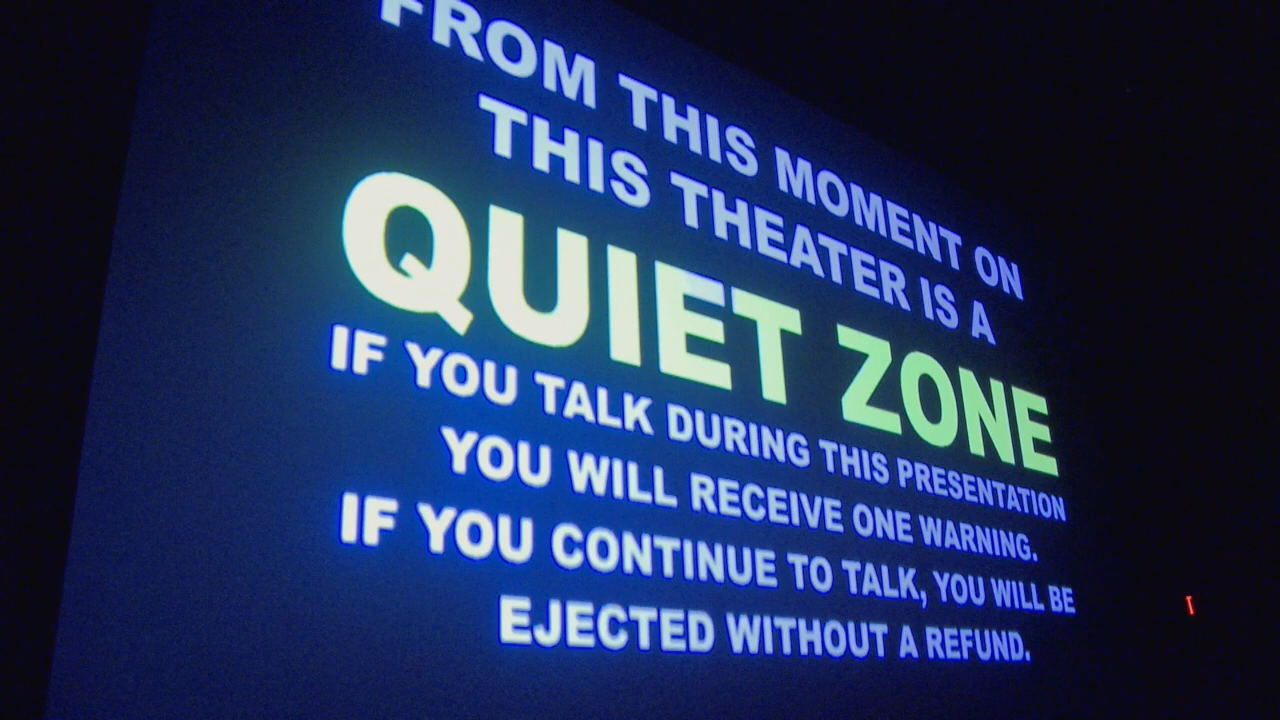 FROM THIS MOMENT ON
THIS THEATER IS A
QUIET ZONE
IF YOU TALK DURING THIS PRESENTATION
YOU WILL RECEIVE ONE WARNING.
IF YOU CONTINUE TO TALK, YOU WILL BE
EJECTED WITHOUT A REFUND.